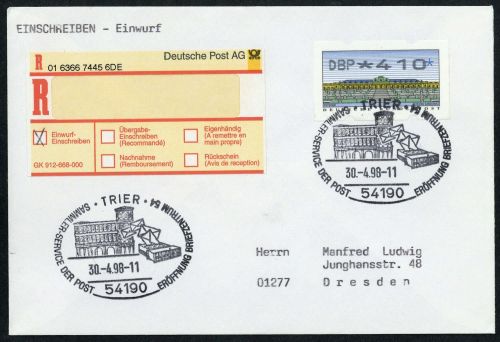 EINSCHREIBEN - Einwurf
Deutsche Post AG
R 01 6366 7445 6DE
R
Einwurf-Einschreiben
Übergabe-Einschreiben (Recommandé)
Eigenhändig (A remettre en main propre)
Nachnahme (Remboursement)
Rückschein (Avis de réception)
GK 912-668-000
DBP *410*
· TRIER · 54
SAMMLER-SERVICE DER POST
ERÖFFNUNG BRIEFZENTRUM
30.-4.98-11
54190
· TRIER · 54
SAMMLER-SERVICE DER POST
ERÖFFNUNG BRIEFZENTRUM
30.-4.98-11
54190
Herrn Manfred Ludwig
Junghansstr. 48
01277 Dresden